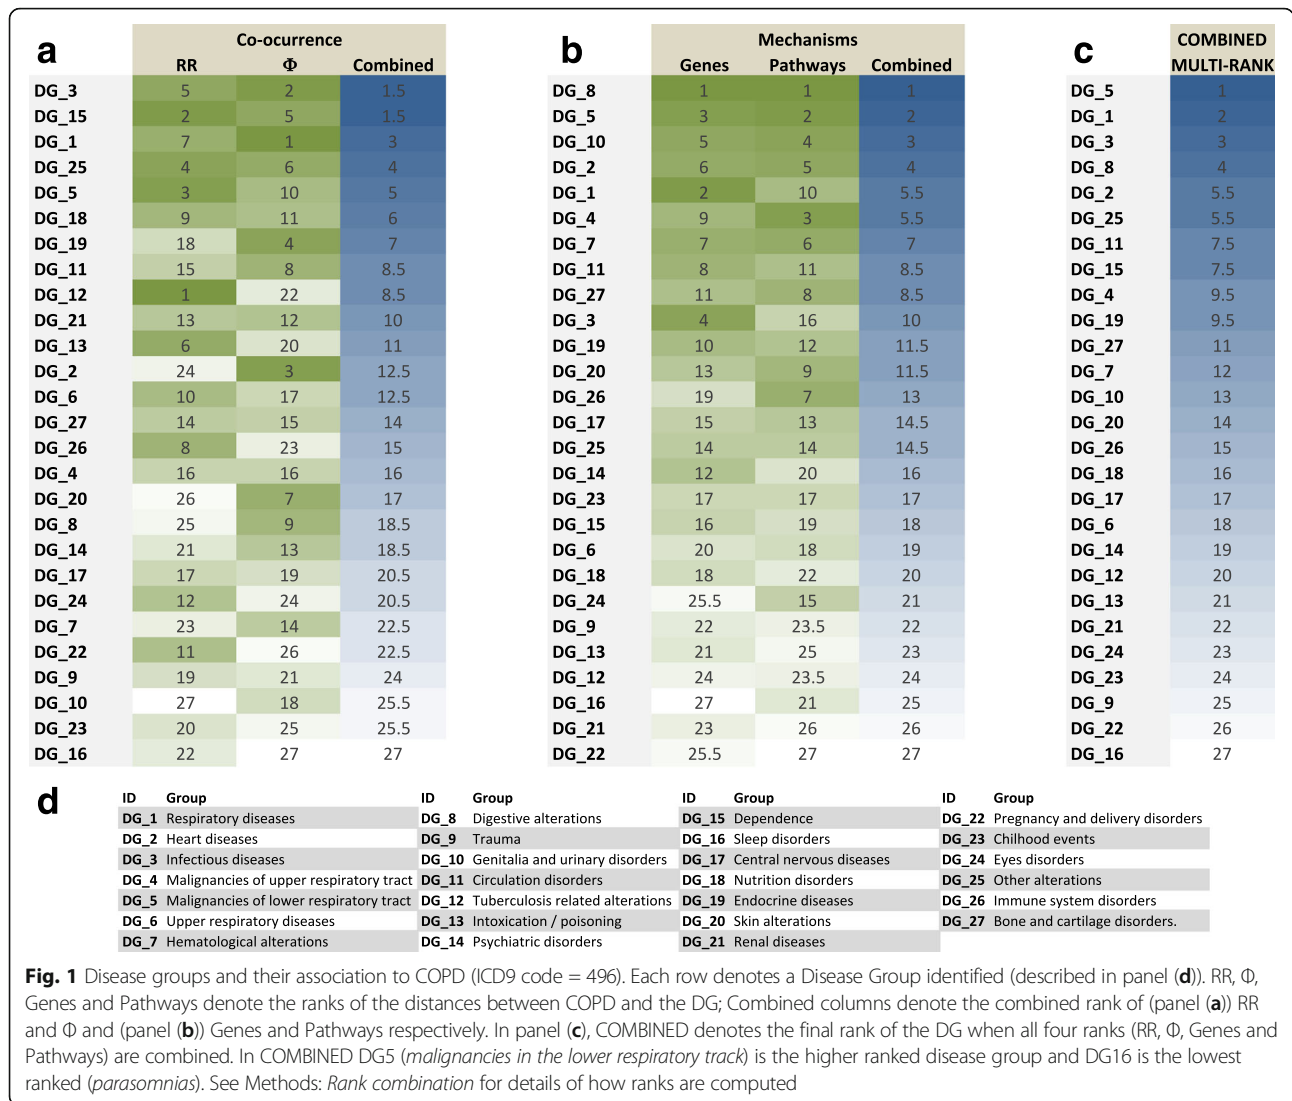 a Co-ocurrence
RR Φ Combined
DG_3 5 2 1.5
DG_15 2 5 1.5
DG_1 7 1 3
DG_25 4 6 4
DG_5 3 10 5
DG_18 9 11 6
DG_19 18 4 7
DG_11 15 8 8.5
DG_12 1 22 8.5
DG_21 13 12 10
DG_13 6 20 11
DG_2 24 3 12.5
DG_6 10 17 12.5
DG_27 14 15 14
DG_26 8 23 15
DG_4 16 16 16
DG_20 26 7 17
DG_8 25 9 18.5
DG_14 21 13 18.5
DG_17 17 19 20.5
DG_24 12 24 20.5
DG_7 23 14 22.5
DG_22 11 26 22.5
DG_9 19 21 24
DG_10 27 18 25.5
DG_23 20 25 25.5
DG_16 22 27 27
b Mechanisms
Genes Pathways Combined
DG_8 1 1 1
DG_5 3 2 2
DG_10 5 4 3
DG_2 6 5 4
DG_1 2 10 5.5
DG_4 9 3 5.5
DG_7 7 6 7
DG_11 8 11 8.5
DG_27 11 8 8.5
DG_3 4 16 10
DG_19 10 12 11.5
DG_20 13 9 11.5
DG_26 19 7 13
DG_17 15 13 14.5
DG_25 14 14 14.5
DG_14 12 20 16
DG_23 17 17 17
DG_15 16 19 18
DG_6 20 18 19
DG_18 18 22 20
DG_24 25.5 15 21
DG_9 22 23.5 22
DG_13 21 25 23
DG_12 24 23.5 24
DG_16 27 21 25
DG_21 23 26 26
DG_22 25.5 27 27
c COMBINED
MULTI-RANK
DG_5 1
DG_1 2
DG_3 3
DG_8 4
DG_2 5.5
DG_25 5.5
DG_11 7.5
DG_15 7.5
DG_4 9.5
DG_19 9.5
DG_27 11
DG_7 12
DG_10 13
DG_20 14
DG_26 15
DG_18 16
DG_17 17
DG_6 18
DG_14 19
DG_12 20
DG_13 21
DG_21 22
DG_24 23
DG_23 24
DG_9 25
DG_22 26
DG_16 27
d
ID Group
DG_1 Respiratory diseases
DG_2 Heart diseases
DG_3 Infectious diseases
DG_4 Malignancies of upper respiratory tract
DG_5 Malignancies of lower respiratory tract
DG_6 Upper respiratory diseases
DG_7 Hematological alterations
ID Group
DG_8 Digestive alterations
DG_9 Trauma
DG_10 Genitalia and urinary disorders
DG_11 Circulation disorders
DG_12 Tuberculosis related alterations
DG_13 Intoxication / poisoning
DG_14 Psychiatric disorders
ID Group
DG_15 Dependence
DG_16 Sleep disorders
DG_17 Central nervous diseases
DG_18 Nutrition disorders
DG_19 Endocrine diseases
DG_20 Skin alterations
DG_21 Renal diseases
ID Group
DG_22 Pregnancy and delivery disorders
DG_23 Chilhood events
DG_24 Eyes disorders
DG_25 Other alterations
DG_26 Immune system disorders
DG_27 Bone and cartilage disorders.
Fig. 1 Disease groups and their association to COPD (ICD9 code = 496). Each row denotes a Disease Group identified (described in panel (d)). RR, Φ,
Genes and Pathways denote the ranks of the distances between COPD and the DG; Combined columns denote the combined rank of (panel (a)) RR
and Φ and (panel (b)) Genes and Pathways respectively. In panel (c), COMBINED denotes the final rank of the DG when all four ranks (RR, Φ, Genes and
Pathways) are combined. In COMBINED DG5 (malignancies in the lower respiratory track) is the higher ranked disease group and DG16 is the lowest
ranked (parasomnias). See Methods: Rank combination for details of how ranks are computed